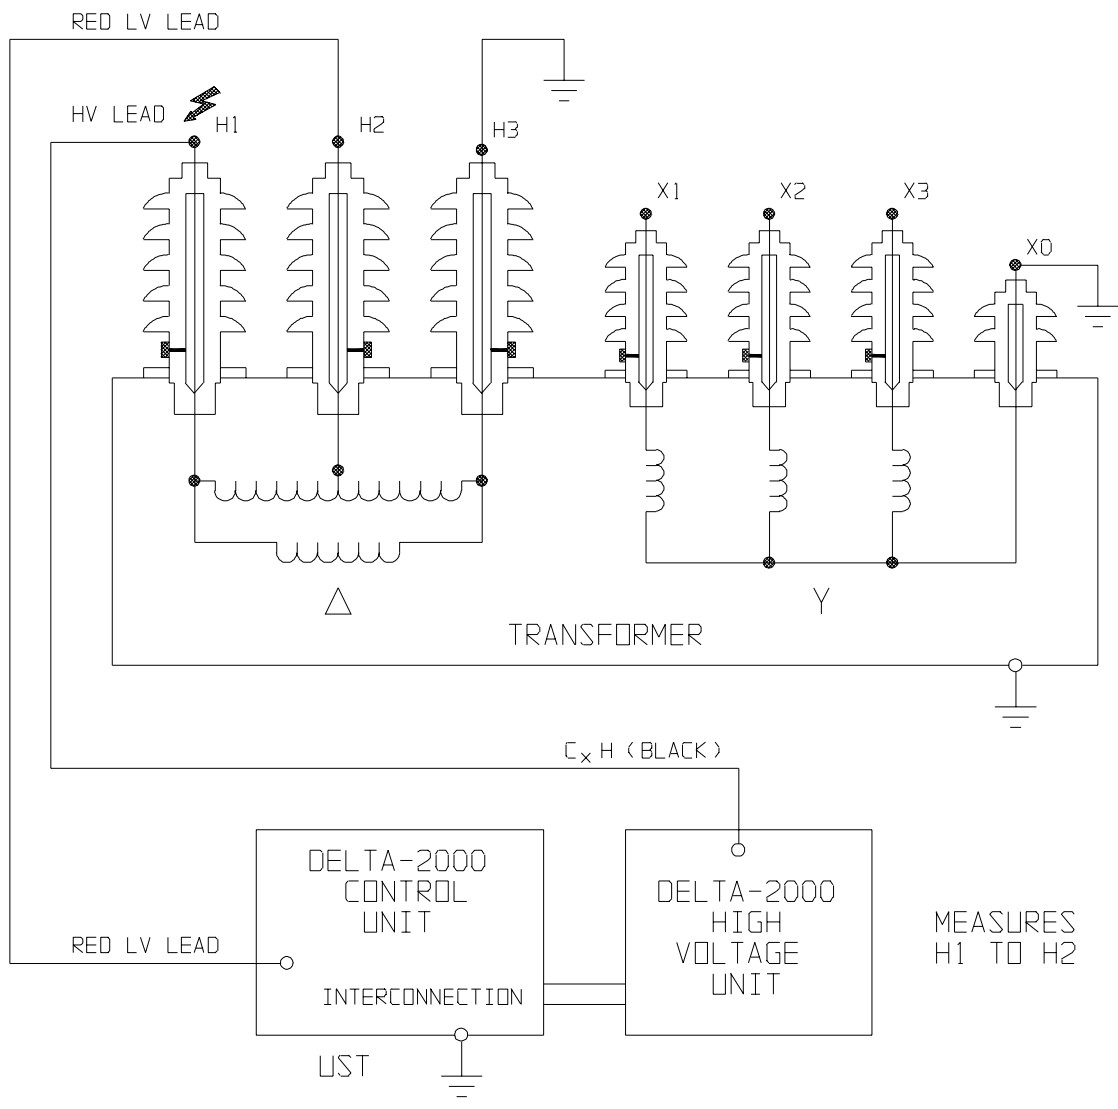 RED LV LEAD
HV LEAD
H1
H2
H3
X1
X2
X3
X0
Δ
Y
TRANSFORMER
CX H (BLACK)
DELTA-2000
CONTROL
UNIT
RED LV LEAD
INTERCONNECTION
UST
DELTA-2000
HIGH
VOLTAGE
UNIT
MEASURES
H1 TO H2